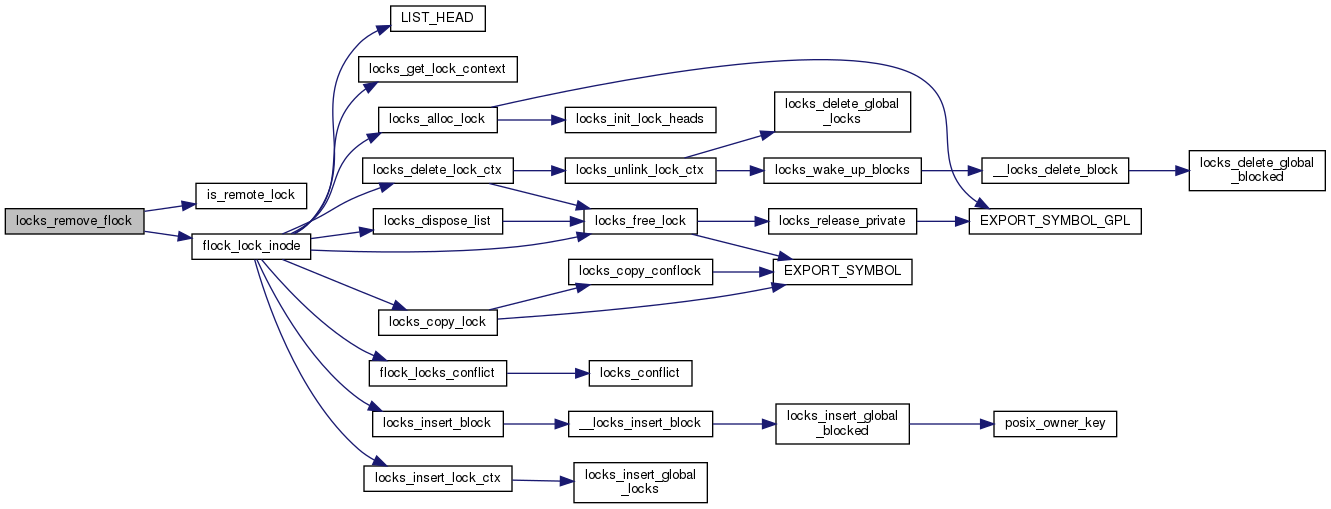 LIST_HEAD
locks_get_lock_context
locks_delete_global
_locks
locks_alloc_lock
locks_init_lock_heads
locks_delete_lock_ctx
locks_unlink_lock_ctx
locks_wake_up_blocks
__locks_delete_block
locks_delete_global
_blocked
is_remote_lock
locks_remove_flock
locks_dispose_list
locks_free_lock
locks_release_private
EXPORT_SYMBOL_GPL
flock_lock_inode
locks_copy_conflock
EXPORT_SYMBOL
locks_copy_lock
flock_locks_conflict
locks_conflict
locks_insert_block
__locks_insert_block
locks_insert_global
_blocked
posix_owner_key
locks_insert_lock_ctx
locks_insert_global
_locks